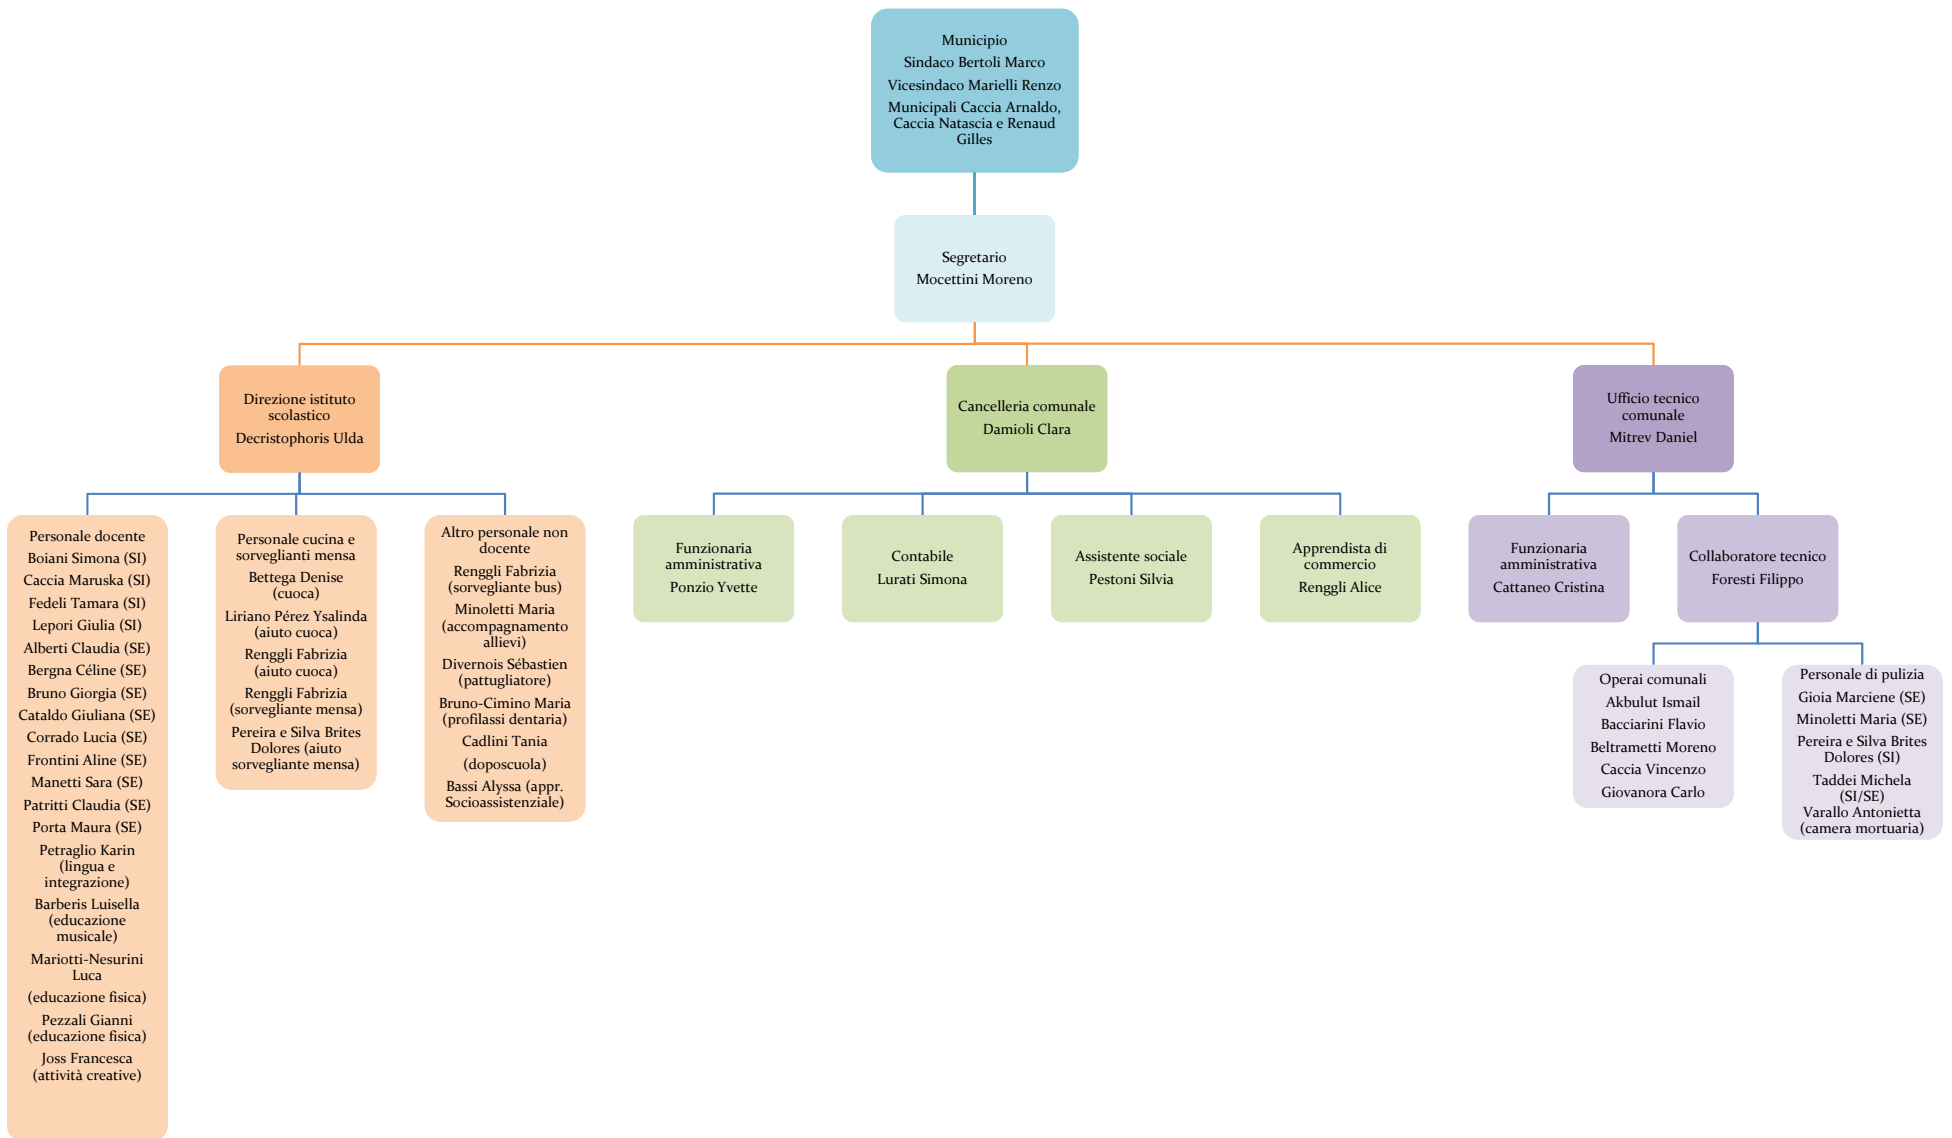 Municipio
Sindaco Bertoli Marco
Vicesindaco Marielli Renzo
Municipali Caccia Arnaldo,
Caccia Natascia e Renaud
Gilles
Segretario
Mocettini Moreno
Direzione istituto
scolastico
Decristophoris Ulda
Cancelleria comunale
Damioli Clara
Ufficio tecnico
comunale
Mitrev Daniel
Personale docente
Boiani Simona (SI)
Caccia Maruska (SI)
Fedeli Tamara (SI)
Lepori Giulia (SI)
Alberti Claudia (SE)
Bergna Céline (SE)
Bruno Giorgia (SE)
Cataldo Giuliana (SE)
Corrado Lucia (SE)
Frontini Aline (SE)
Manetti Sara (SE)
Patritti Claudia (SE)
Porta Maura (SE)
Petraglio Karin
(lingua e
integrazione)
Barberis Luisella
(educazione
musicale)
Mariotti-Nesurini
Luca
(educazione fisica)
Pezzali Gianni
(educazione fisica)
Joss Francesca
(attività creative)
Personale cucina e
sorveglianti mensa
Bettega Denise
(cuoca)
Liriano Pérez Ysalinda
(aiuto cuoca)
Renggli Fabrizia
(aiuto cuoca)
Renggli Fabrizia
(sorvegliante mensa)
Pereira e Silva Brites
Dolores (aiuto
sorvegliante mensa)
Altro personale non
docente
Renggli Fabrizia
(sorvegliante bus)
Minoletti Maria
(accompagnamento
allievi)
Divernois Sébastien
(pattugliatore)
Bruno-Cimino Maria
(profilassi dentaria)
Cadlini Tania
(doposcuola)
Bassi Alyssa (appr.
Socioassistenziale)
Funzionaria
amministrativa
Ponzio Yvette
Contabile
Lurati Simona
Assistente sociale
Pestoni Silvia
Apprendista di
commercio
Renggli Alice
Funzionaria
amministrativa
Cattaneo Cristina
Collaboratore tecnico
Foresti Filippo
Operai comunali
Akbulut Ismail
Bacciarini Flavio
Beltrametti Moreno
Caccia Vincenzo
Giovanora Carlo
Personale di pulizia
Gioia Marciene (SE)
Minoletti Maria (SE)
Pereira e Silva Brites
Dolores (SI)
Taddei Michela
(SI/SE)
Varallo Antonietta
(camera mortuaria)